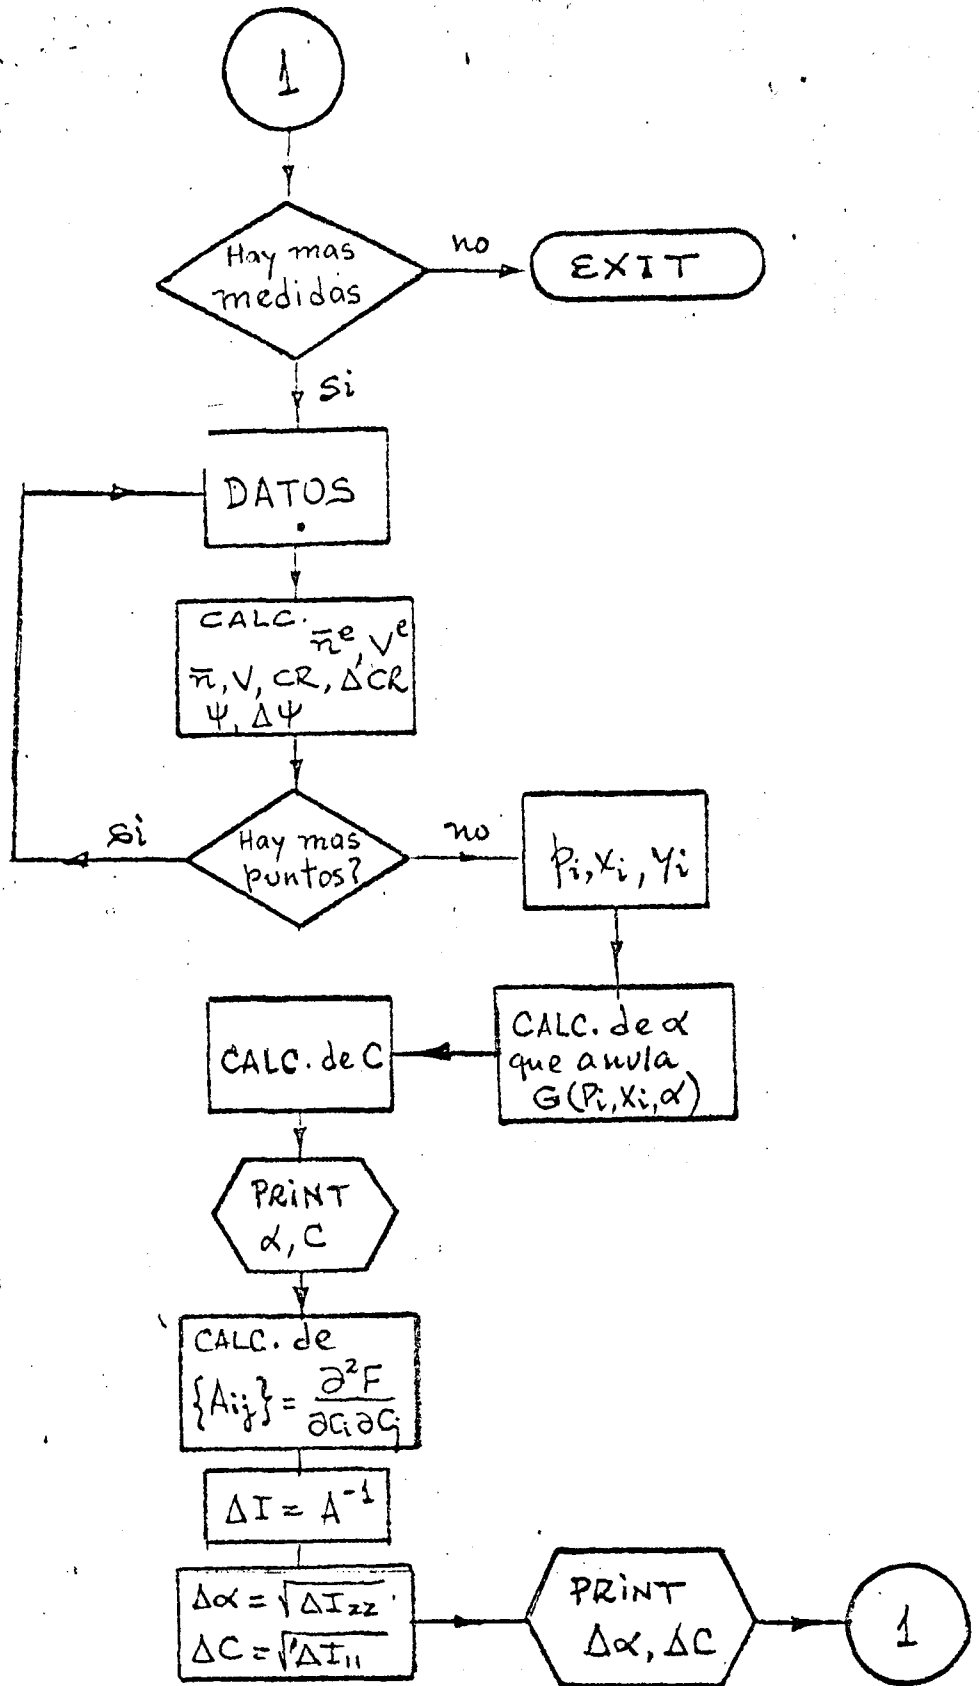 1
Hay mas
medidas
no
EXIT
si
DATOS
CALC.
n̄ᵉ, Vᵉ
n̄, V, CR, ΔCR
Ψ, ΔΨ
Hay mas
puntos?
si
no
pᵢ, xᵢ, yᵢ
CALC. de α
que anula
G(Pᵢ, Xᵢ, α)
CALC. de C
PRINT
α, C
CALC. de
{Aij} = ∂²F / ∂Cᵢ ∂Cj
ΔI = A⁻¹
Δα = √ΔI₂₂
ΔC = √ΔI₁₁
PRINT
Δα, ΔC
1